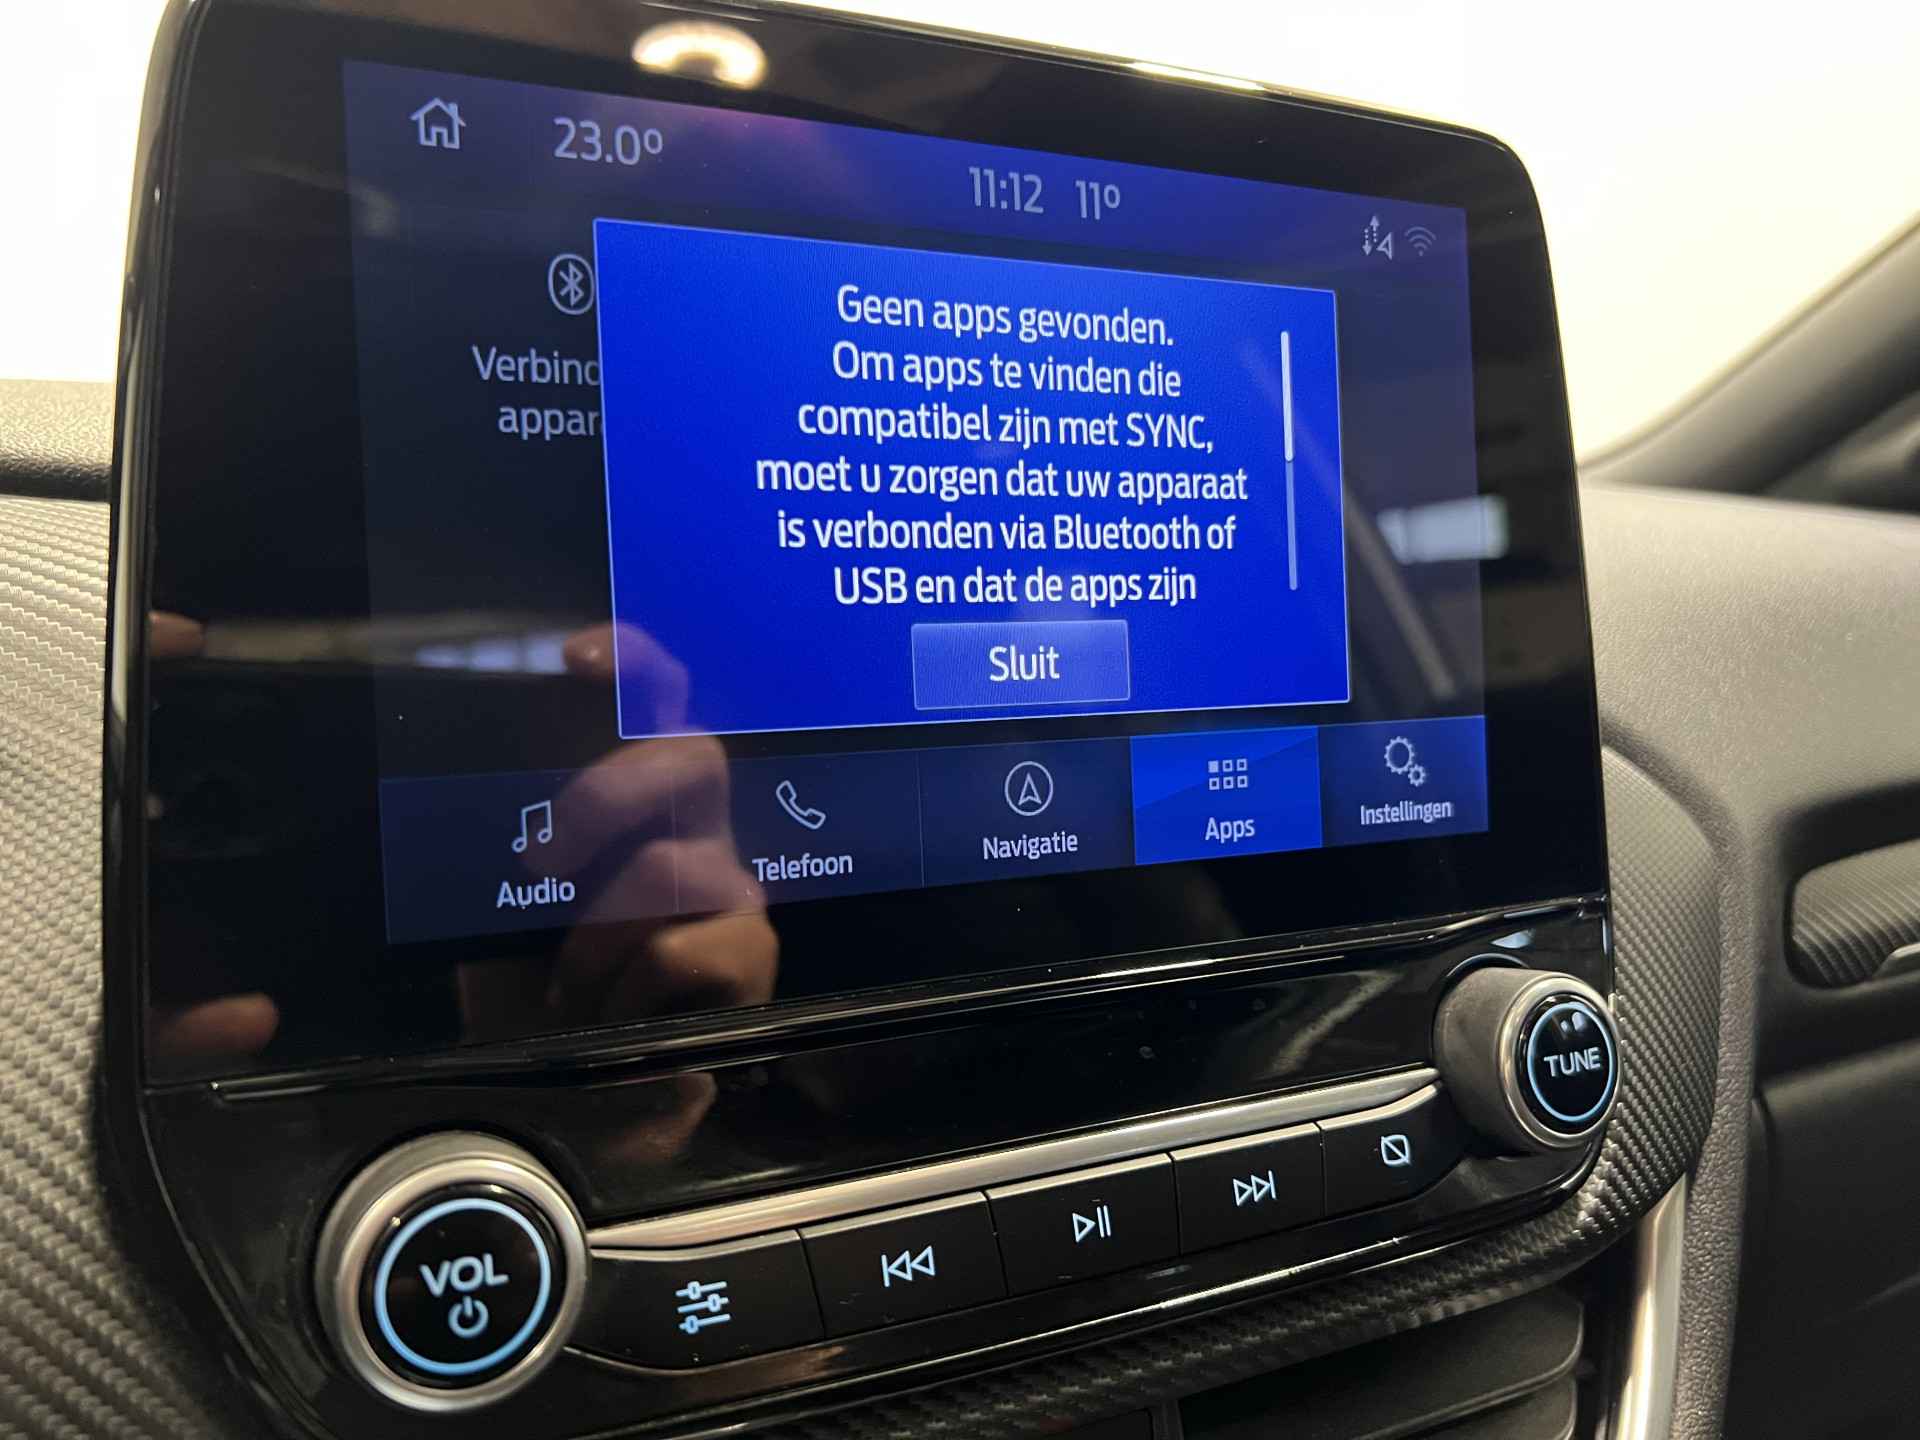 23.0°
11:12 11°
Geen apps gevonden.
Om apps te vinden die
compatibel zijn met SYNC,
moet u zorgen dat uw apparaat
is verbonden via Bluetooth of
USB en dat de apps zijn
Sluit
Audio
Telefoon
Navigatie
Apps
Instellingen
VOL
TUNE